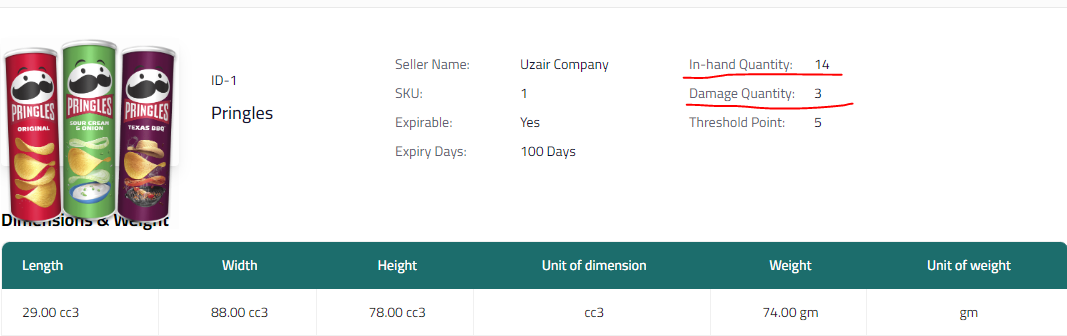 PRINGLES
ORIGINAL
PRINGLES
SOUR CREAM
& ONION
PRINGLES
TEXAS BBQ
ID-1
Pringles
Seller Name: Uzair Company
SKU: 1
Expirable: Yes
Expiry Days: 100 Days
In-hand Quantity: 14
Damage Quantity: 3
Threshold Point: 5
Dimensions & Weight
Length Width Height Unit of dimension Weight Unit of weight
29.00 cc3 88.00 cc3 78.00 cc3 cc3 74.00 gm gm